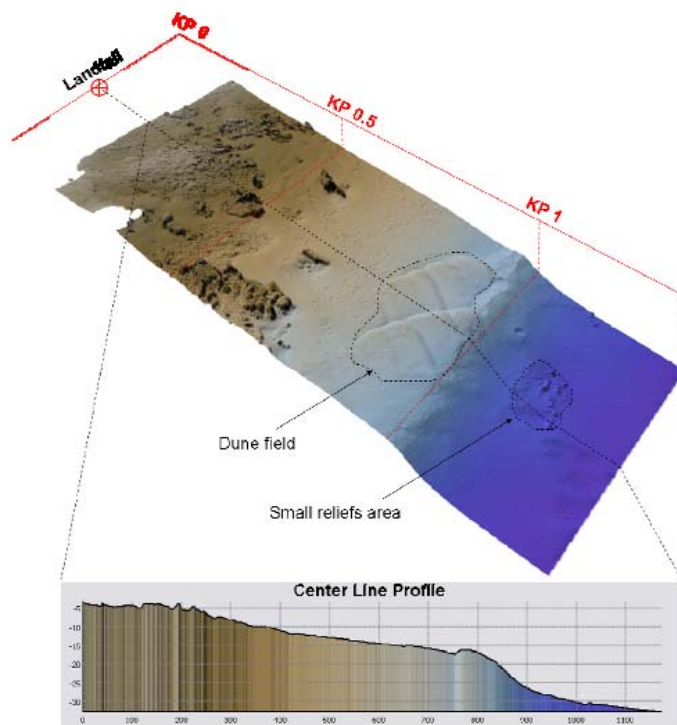 KP 0
Landfall
KP 0.5
KP 1
Dune field
Small reliefs area
Center Line Profile
-5
-10
-15
-20
-25
-30
0 100 200 300 400 500 600 700 800 900 1000 1100